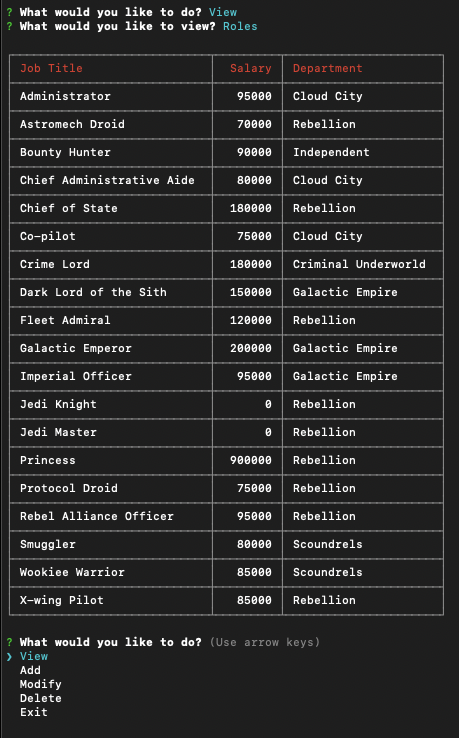 ? What would you like to do? View
? What would you like to view? Roles
Job Title Salary Department
Administrator 95000 Cloud City
Astromech Droid 70000 Rebellion
Bounty Hunter 90000 Independent
Chief Administrative Aide 80000 Cloud City
Chief of State 180000 Rebellion
Co-pilot 75000 Cloud City
Crime Lord 180000 Criminal Underworld
Dark Lord of the Sith 150000 Galactic Empire
Fleet Admiral 120000 Rebellion
Galactic Emperor 200000 Galactic Empire
Imperial Officer 95000 Galactic Empire
Jedi Knight 0 Rebellion
Jedi Master 0 Rebellion
Princess 900000 Rebellion
Protocol Droid 75000 Rebellion
Rebel Alliance Officer 95000 Rebellion
Smuggler 80000 Scoundrels
Wookiee Warrior 85000 Scoundrels
X-wing Pilot 85000 Rebellion
? What would you like to do? (Use arrow keys)
❯ View
Add
Modify
Delete
Exit